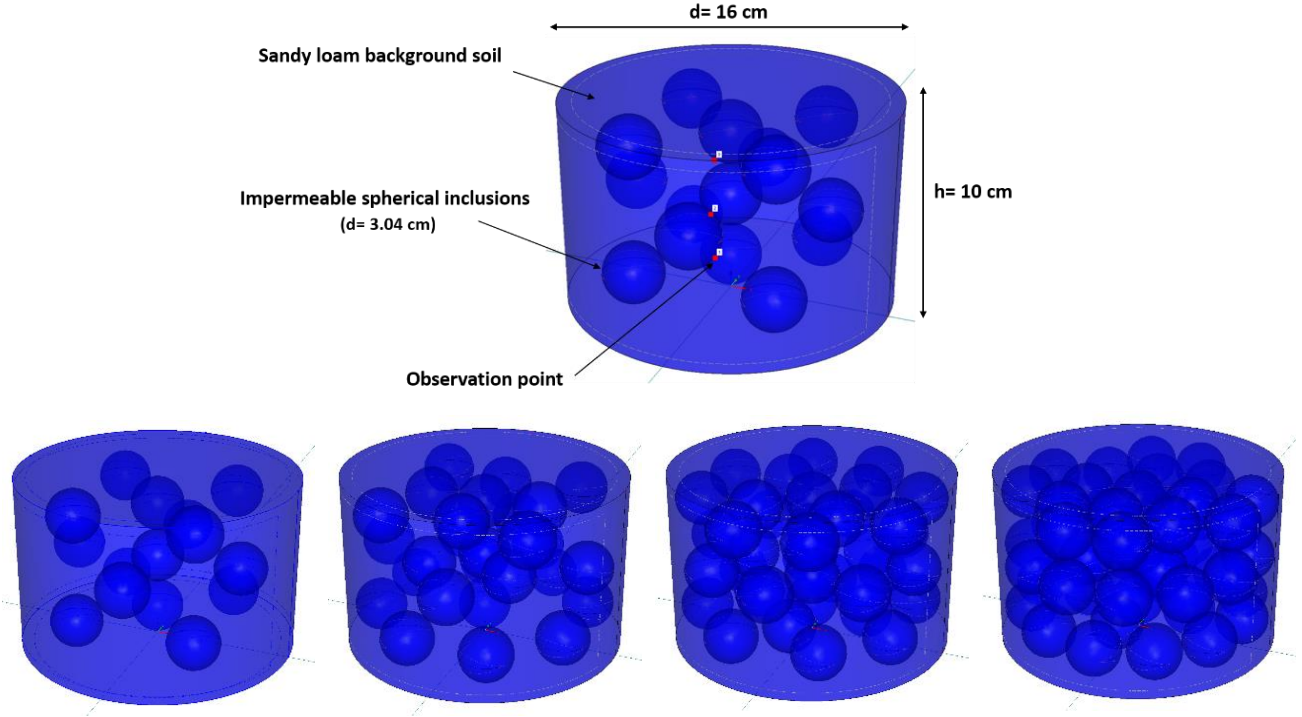 d= 16 cm
Sandy loam background soil
Impermeable spherical inclusions
(d= 3.04 cm)
h= 10 cm
Observation point